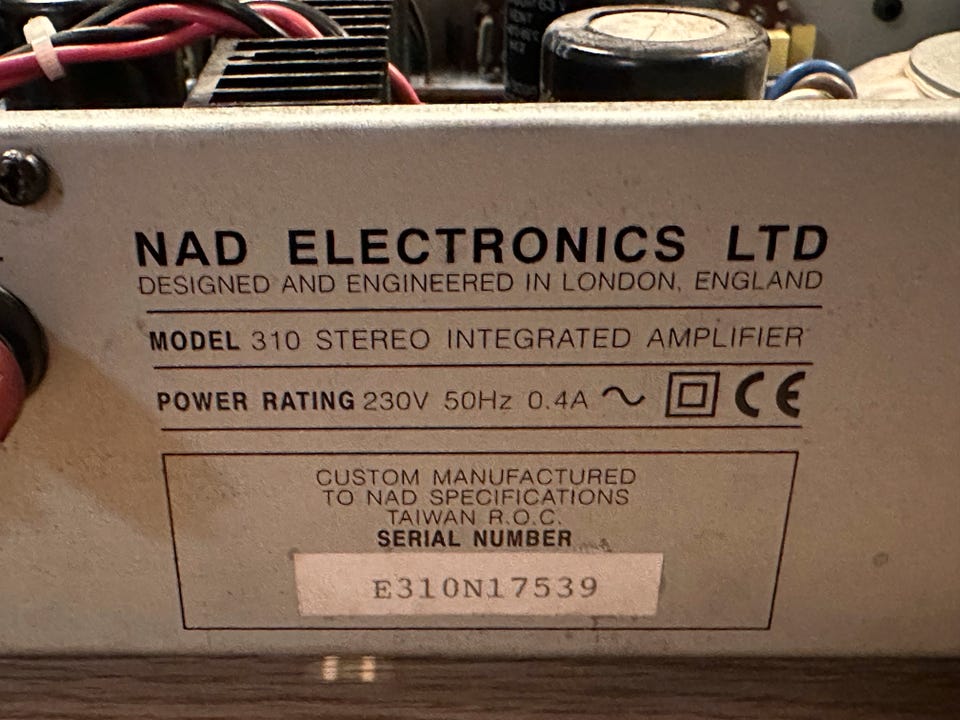 NAD ELECTRONICS LTD
DESIGNED AND ENGINEERED IN LONDON, ENGLAND
MODEL 310 STEREO INTEGRATED AMPLIFIER
POWER RATING 230V 50Hz 0.4A ~ CE
CUSTOM MANUFACTURED
TO NAD SPECIFICATIONS
TAIWAN R.O.C.
SERIAL NUMBER
E310N17539